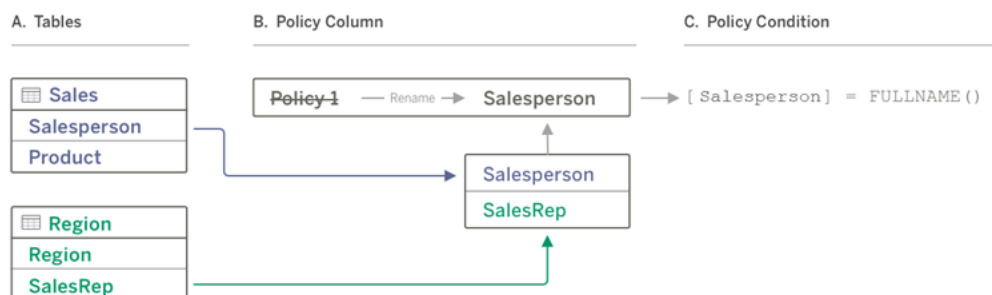 A. Tables
B. Policy Column
C. Policy Condition
Sales
Salesperson
Product
Policy 1
Rename
Salesperson
[Salesperson] = FULLNAME()
Salesperson
SalesRep
Region
Region
SalesRep